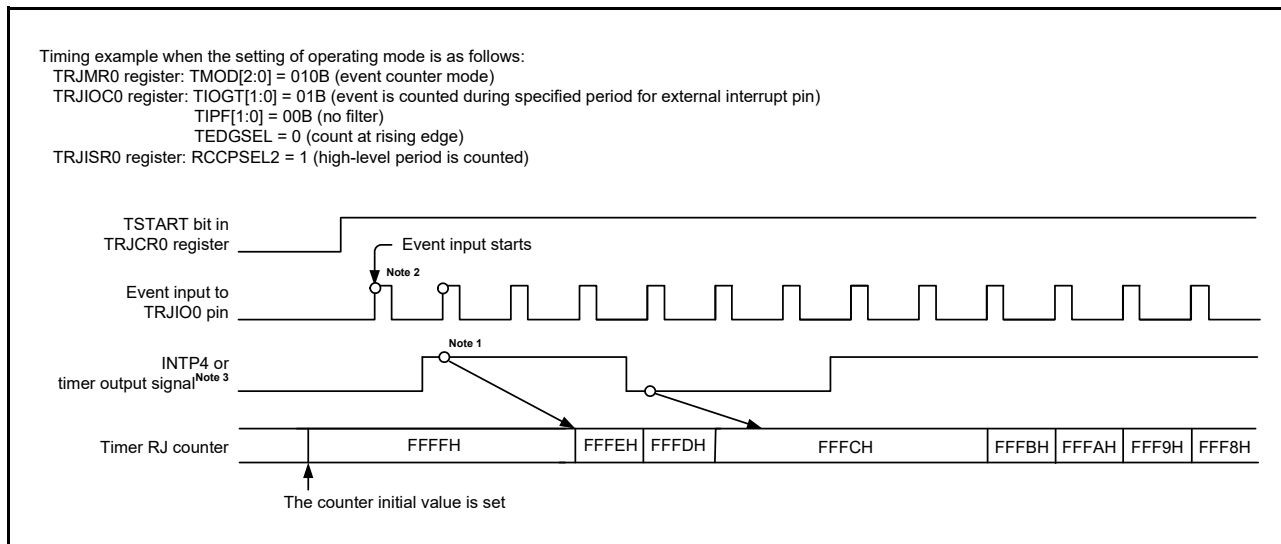 Timing example when the setting of operating mode is as follows:
TRJMR0 register: TMOD[2:0] = 010B (event counter mode)
TRJIOC0 register: TIOGT[1:0] = 01B (event is counted during specified period for external interrupt pin)
TIPF[1:0] = 00B (no filter)
TEDGSEL = 0 (count at rising edge)
TRJISR0 register: RCCPSEL2 = 1 (high-level period is counted)
TSTART bit in
TRJCR0 register
Event input starts
Note 2
Event input to
TRJIO0 pin
Note 1
INTP4 or
timer output signal Note 3
Timer RJ counter
FFFFH
FFFEH
FFFDH
FFFCH
FFFBH
FFFAH
FFF9H
FFF8H
The counter initial value is set